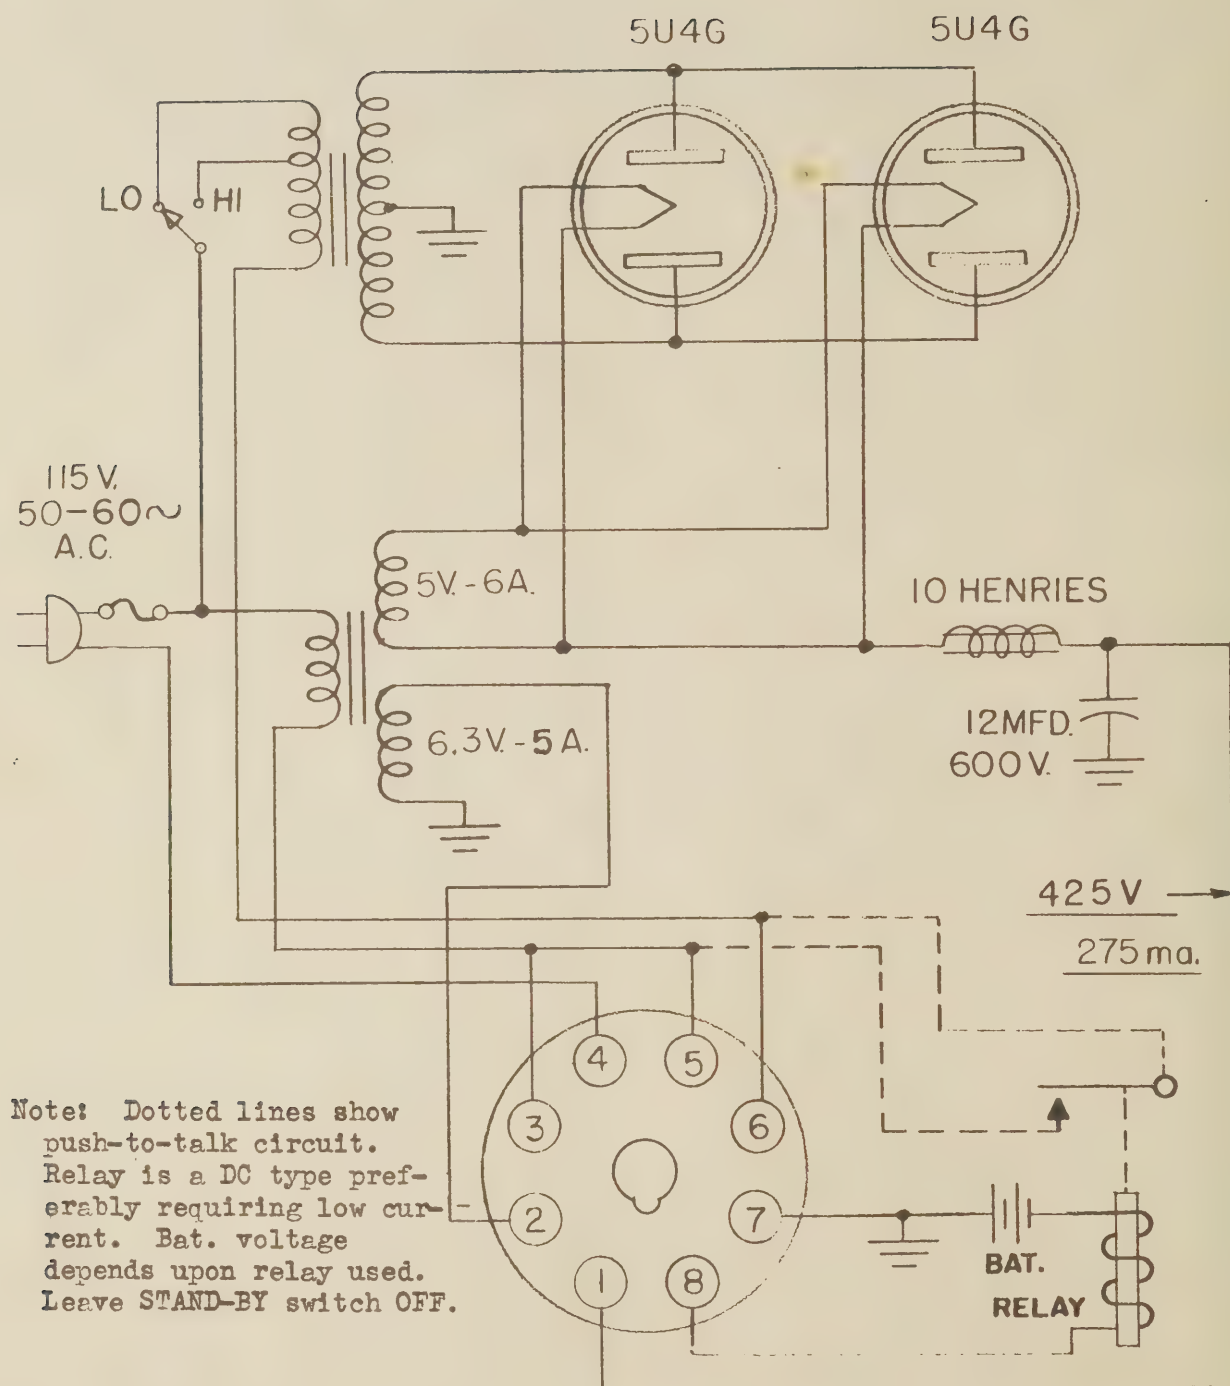 5U4G
5U4G
LO
HI
115 V.
50-60~
A.C.
5V.-6A.
10 HENRIES
6.3V.-5A.
12MFD.
600V.
425V
275ma.
4
5
3
6
2
7
1
8
BAT.
RELAY
Note: Dotted lines show
push-to-talk circuit.
Relay is a DC type pref-
erably requiring low cur-
rent. Bat. voltage
depends upon relay used.
Leave STAND-BY switch OFF.